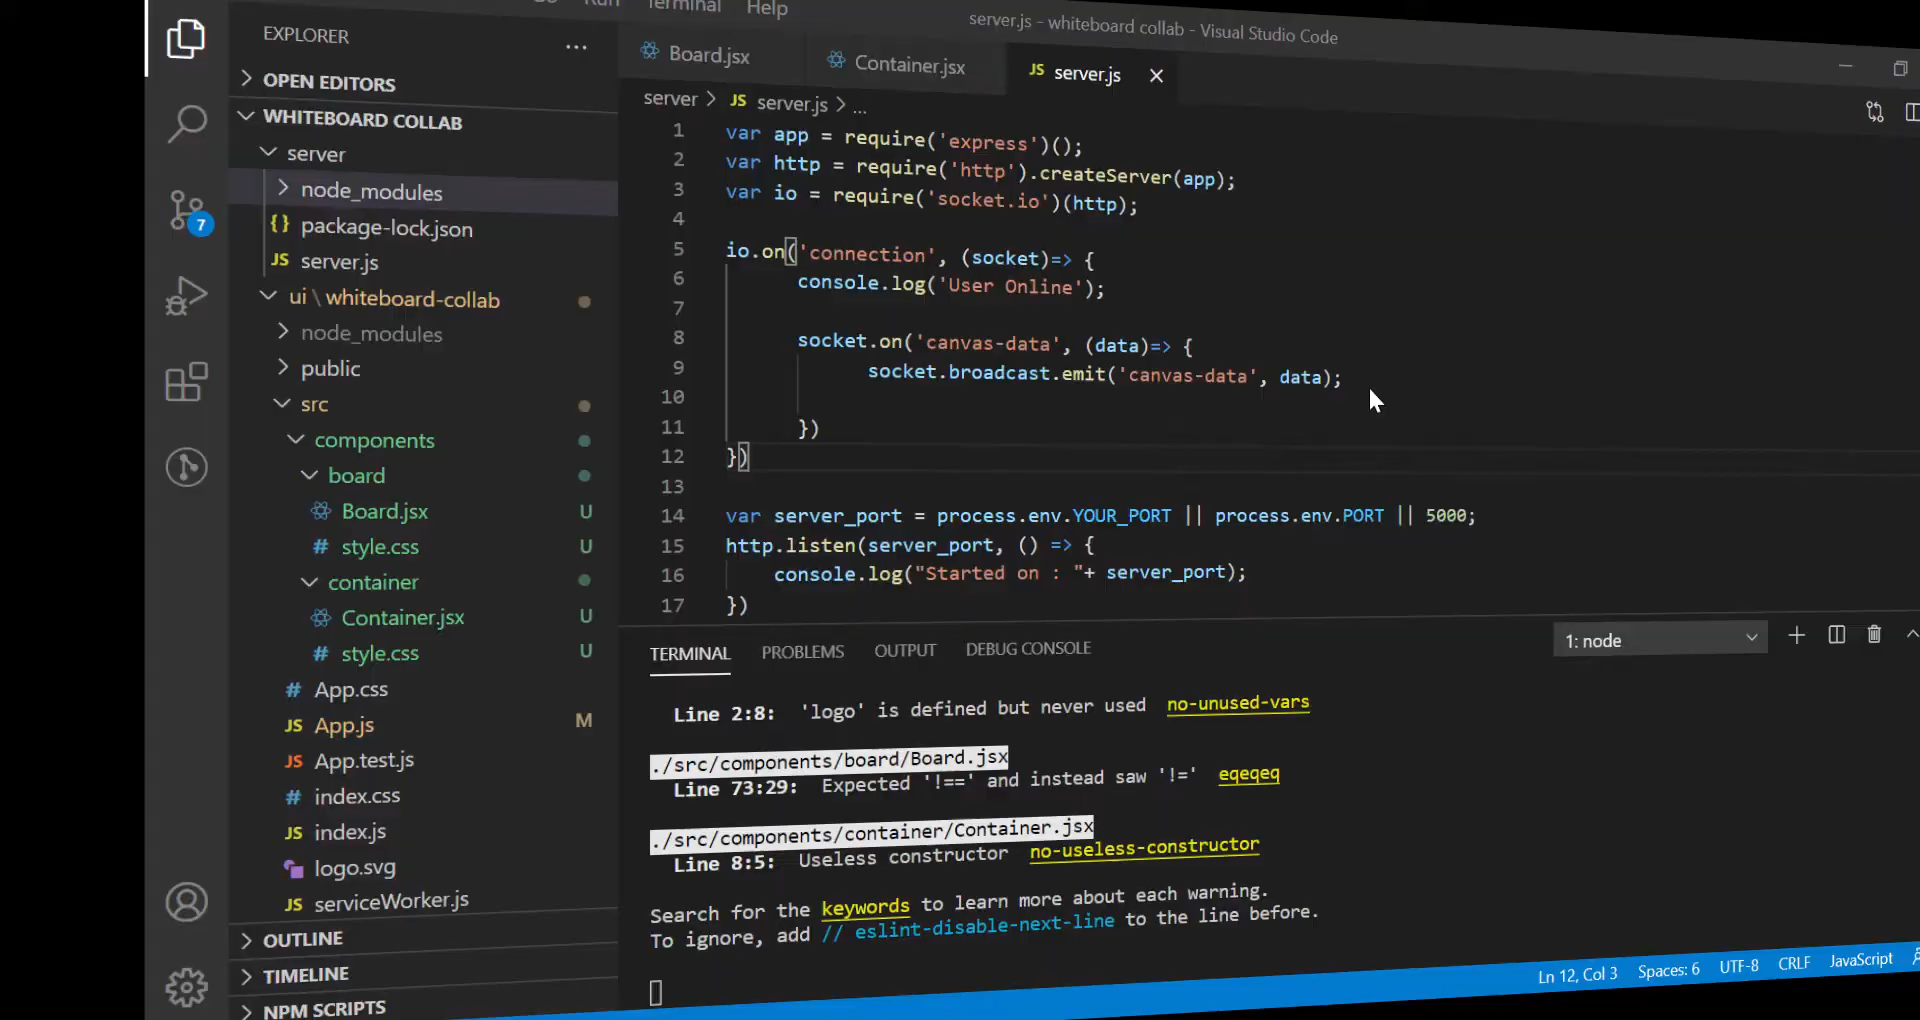 Run Terminal Help
server.js - whiteboard collab - Visual Studio Code
EXPLORER
...
OPEN EDITORS
WHITEBOARD COLLAB
server
node_modules
package-lock.json
JS server.js
ui \ whiteboard-collab
node_modules
public
src
components
board
Board.jsx U
# style.css U
container
Container.jsx U
# style.css U
# App.css
JS App.js M
JS App.test.js
# index.css
JS index.js
logo.svg
JS serviceWorker.js
OUTLINE
TIMELINE
NPM SCRIPTS
7
Board.jsx
Container.jsx
JS server.js
server > JS server.js > ...
1 var app = require('express')();
2 var http = require('http').createServer(app);
3 var io = require('socket.io')(http);
4
5 io.on('connection', (socket)=> {
6 console.log('User Online');
7
8 socket.on('canvas-data', (data)=> {
9 socket.broadcast.emit('canvas-data', data);
10
11 })
12 })
13
14 var server_port = process.env.YOUR_PORT || process.env.PORT || 5000;
15 http.listen(server_port, () => {
16 console.log("Started on : "+ server_port);
17 })
TERMINAL PROBLEMS OUTPUT DEBUG CONSOLE
1: node
Line 2:8: 'logo' is defined but never used no-unused-vars
./src/components/board/Board.jsx
Line 73:29: Expected '!==' and instead saw '!=' eqeqeq
./src/components/container/Container.jsx
Line 8:5: Useless constructor no-useless-constructor
Search for the keywords to learn more about each warning.
To ignore, add // eslint-disable-next-line to the line before.
Ln 12, Col 3 Spaces: 6 UTF-8 CRLF JavaScript